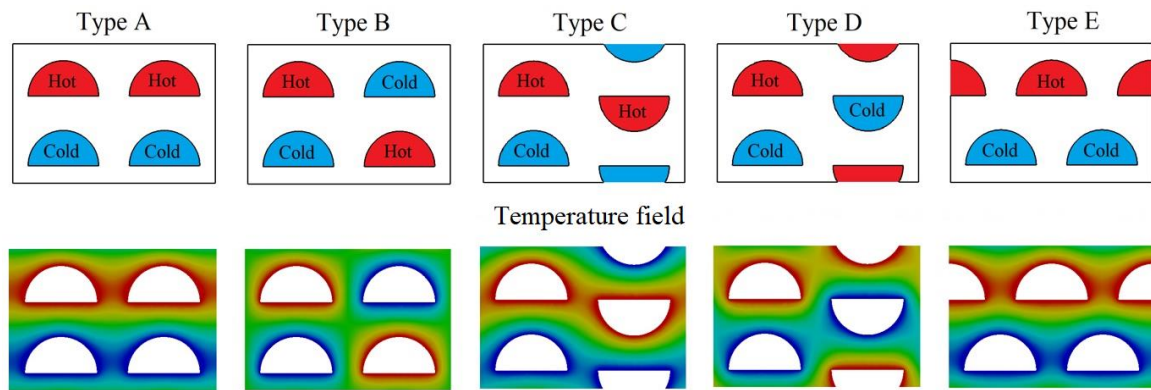 Type A Type B Type C Type D Type E
Hot Hot Hot Cold Hot Hot Hot
Hot Cold
Cold Cold Cold Hot Cold Cold Cold Cold
Temperature field